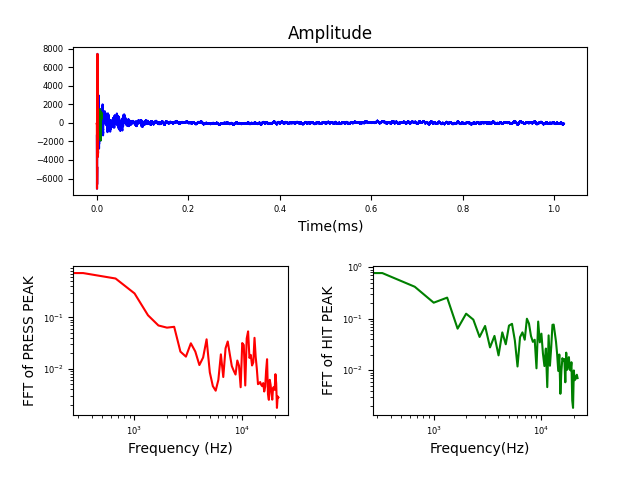 Amplitude
8000
6000
4000
2000
0
−2000
−4000
−6000
0.0 0.2 0.4 0.6 0.8 1.0
Time(ms)
FFT of PRESS PEAK
10⁻¹
10⁻²
10³ 10⁴
Frequency (Hz)
FFT of HIT PEAK
10⁰
10⁻¹
10⁻²
10³ 10⁴
Frequency(Hz)